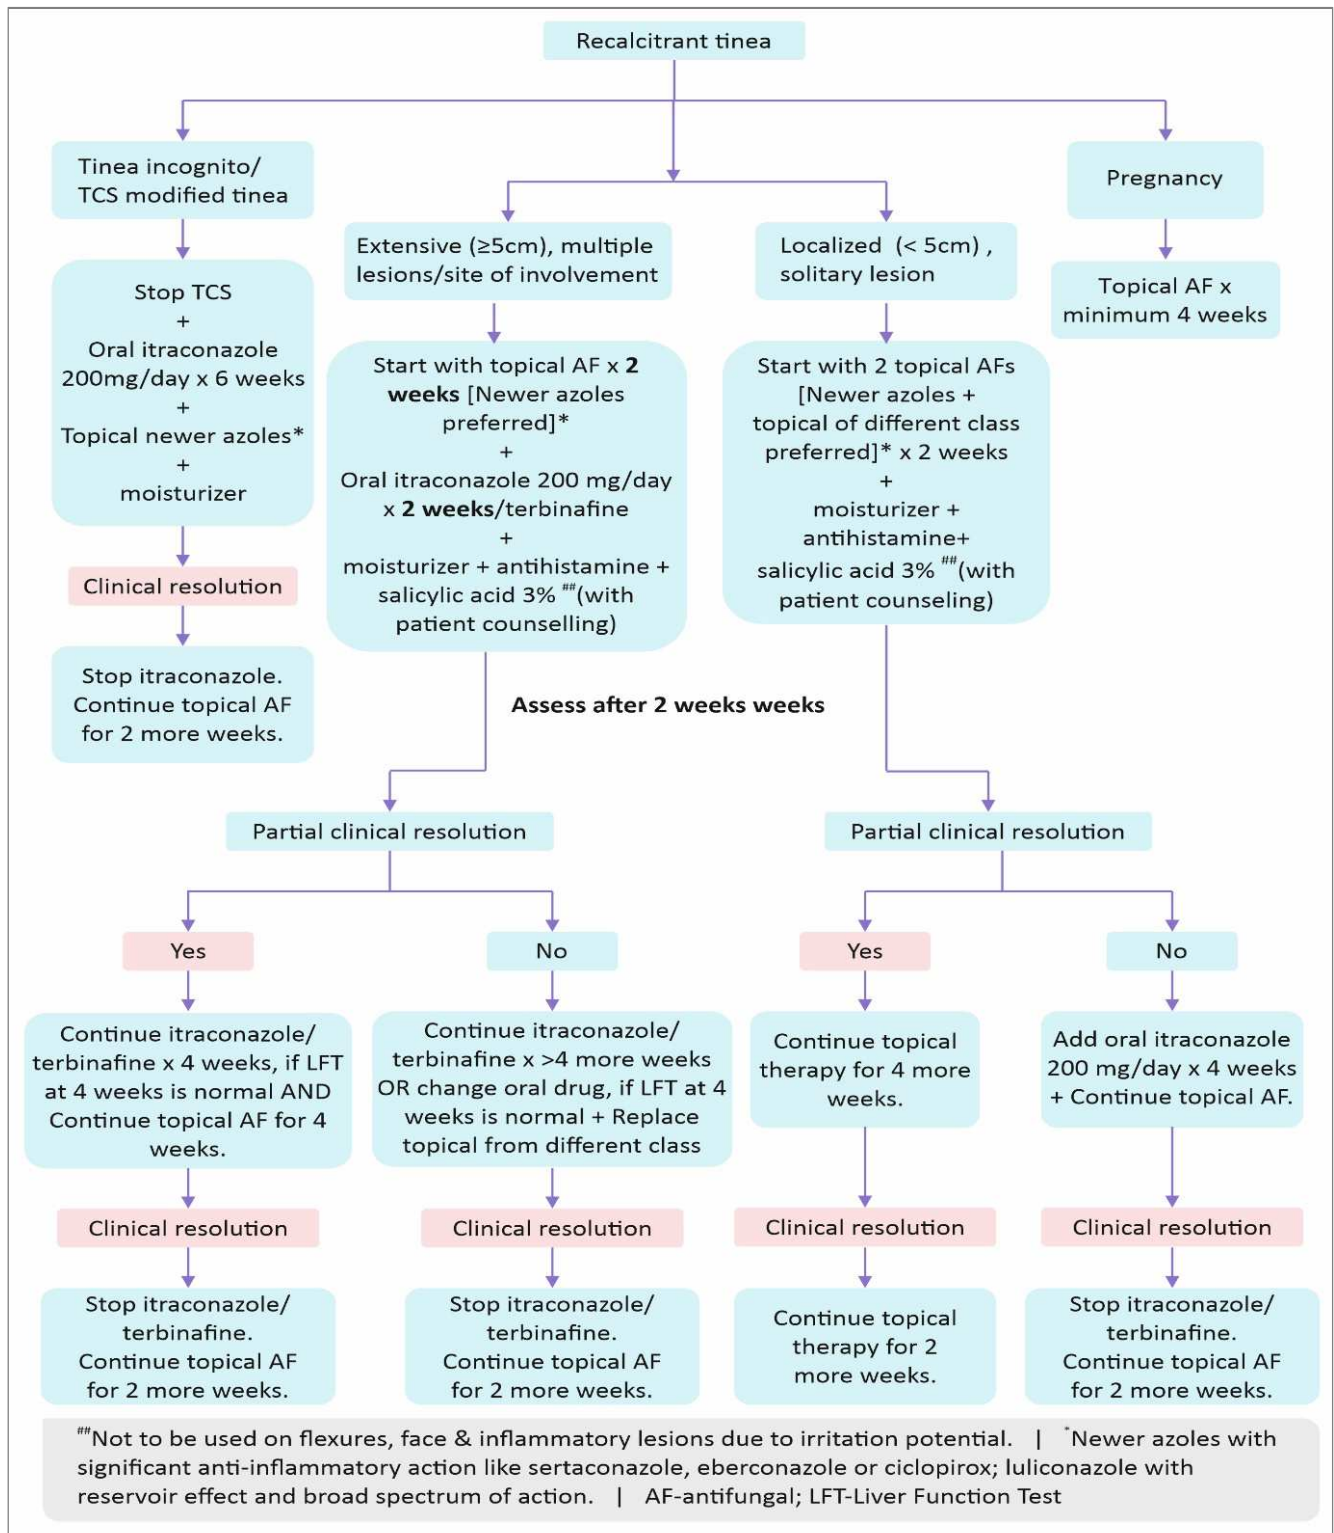 Recalcitrant tinea
Tinea incognito/
TCS modified tinea
Stop TCS
+
Oral itraconazole
200mg/day x 6 weeks
+
Topical newer azoles*
+
moisturizer
Clinical resolution
Stop itraconazole.
Continue topical AF
for 2 more weeks.
Extensive (≥5cm), multiple
lesions/site of involvement
Start with topical AF x 2
weeks [Newer azoles
preferred]*
+
Oral itraconazole 200 mg/day
x 2 weeks/terbinafine
+
moisturizer + antihistamine +
salicylic acid 3% ##(with
patient counselling)
Localized (< 5cm) ,
solitary lesion
Start with 2 topical AFs
[Newer azoles +
topical of different class
preferred]* x 2 weeks
+
moisturizer +
antihistamine+
salicylic acid 3% ##(with
patient counseling)
Pregnancy
Topical AF x
minimum 4 weeks
Assess after 2 weeks weeks
Partial clinical resolution
Yes
Continue itraconazole/
terbinafine x 4 weeks, if LFT
at 4 weeks is normal AND
Continue topical AF for 4
weeks.
Clinical resolution
Stop itraconazole/
terbinafine.
Continue topical AF
for 2 more weeks.
No
Continue itraconazole/
terbinafine x >4 more weeks
OR change oral drug, if LFT at 4
weeks is normal + Replace
topical from different class
Clinical resolution
Stop itraconazole/
terbinafine.
Continue topical AF
for 2 more weeks.
Partial clinical resolution
Yes
Continue topical
therapy for 4 more
weeks.
Clinical resolution
Continue topical
therapy for 2
more weeks.
No
Add oral itraconazole
200 mg/day x 4 weeks
+ Continue topical AF.
Clinical resolution
Stop itraconazole/
terbinafine.
Continue topical AF
for 2 more weeks.
##Not to be used on flexures, face & inflammatory lesions due to irritation potential. | *Newer azoles with
significant anti-inflammatory action like sertaconazole, eberconazole or ciclopirox; luliconazole with
reservoir effect and broad spectrum of action. | AF-antifungal; LFT-Liver Function Test